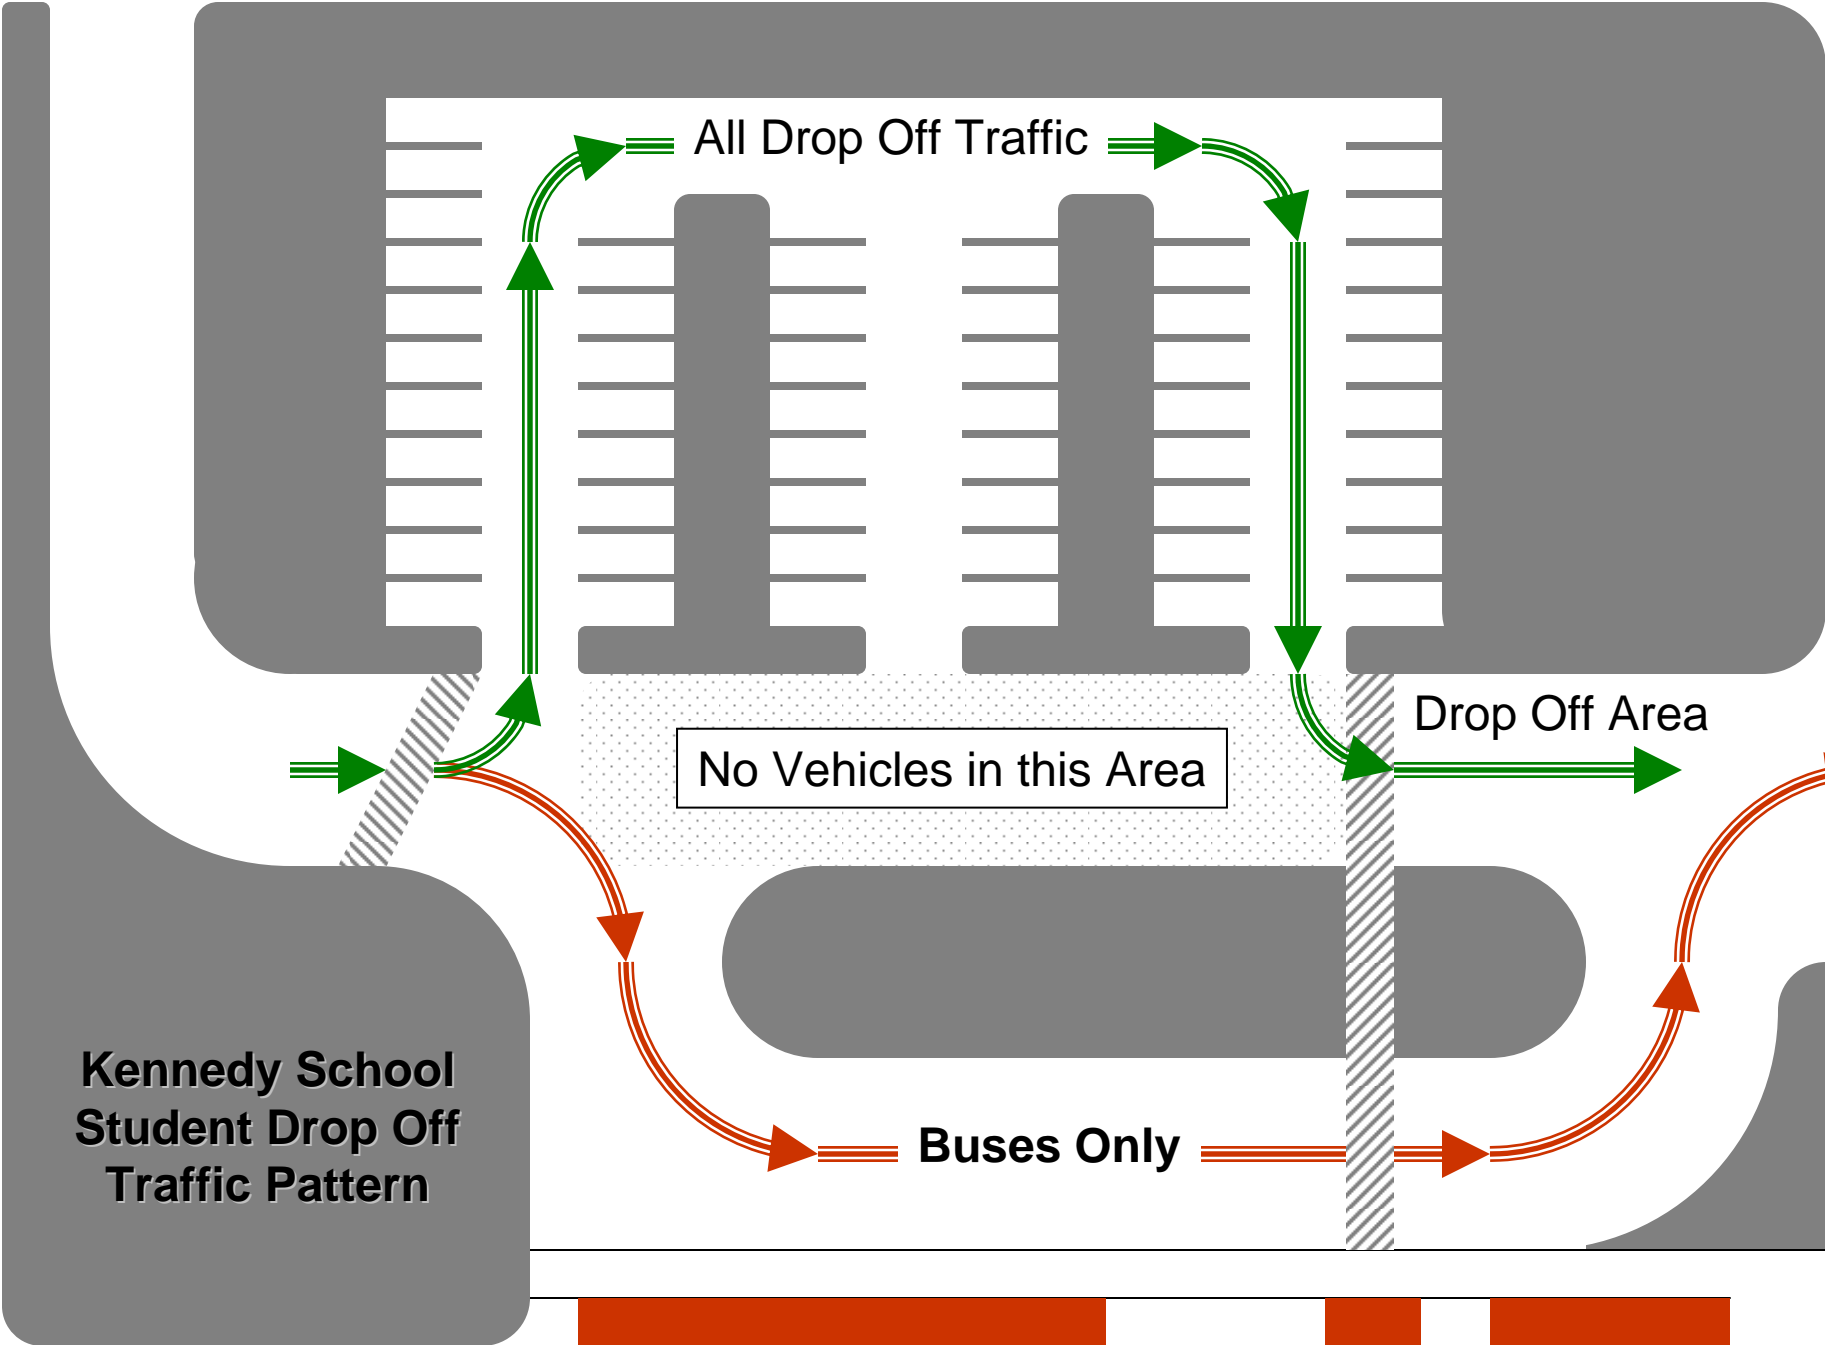 All Drop Off Traffic
Drop Off Area
No Vehicles in this Area
Buses Only
Kennedy School
Student Drop Off
Traffic Pattern